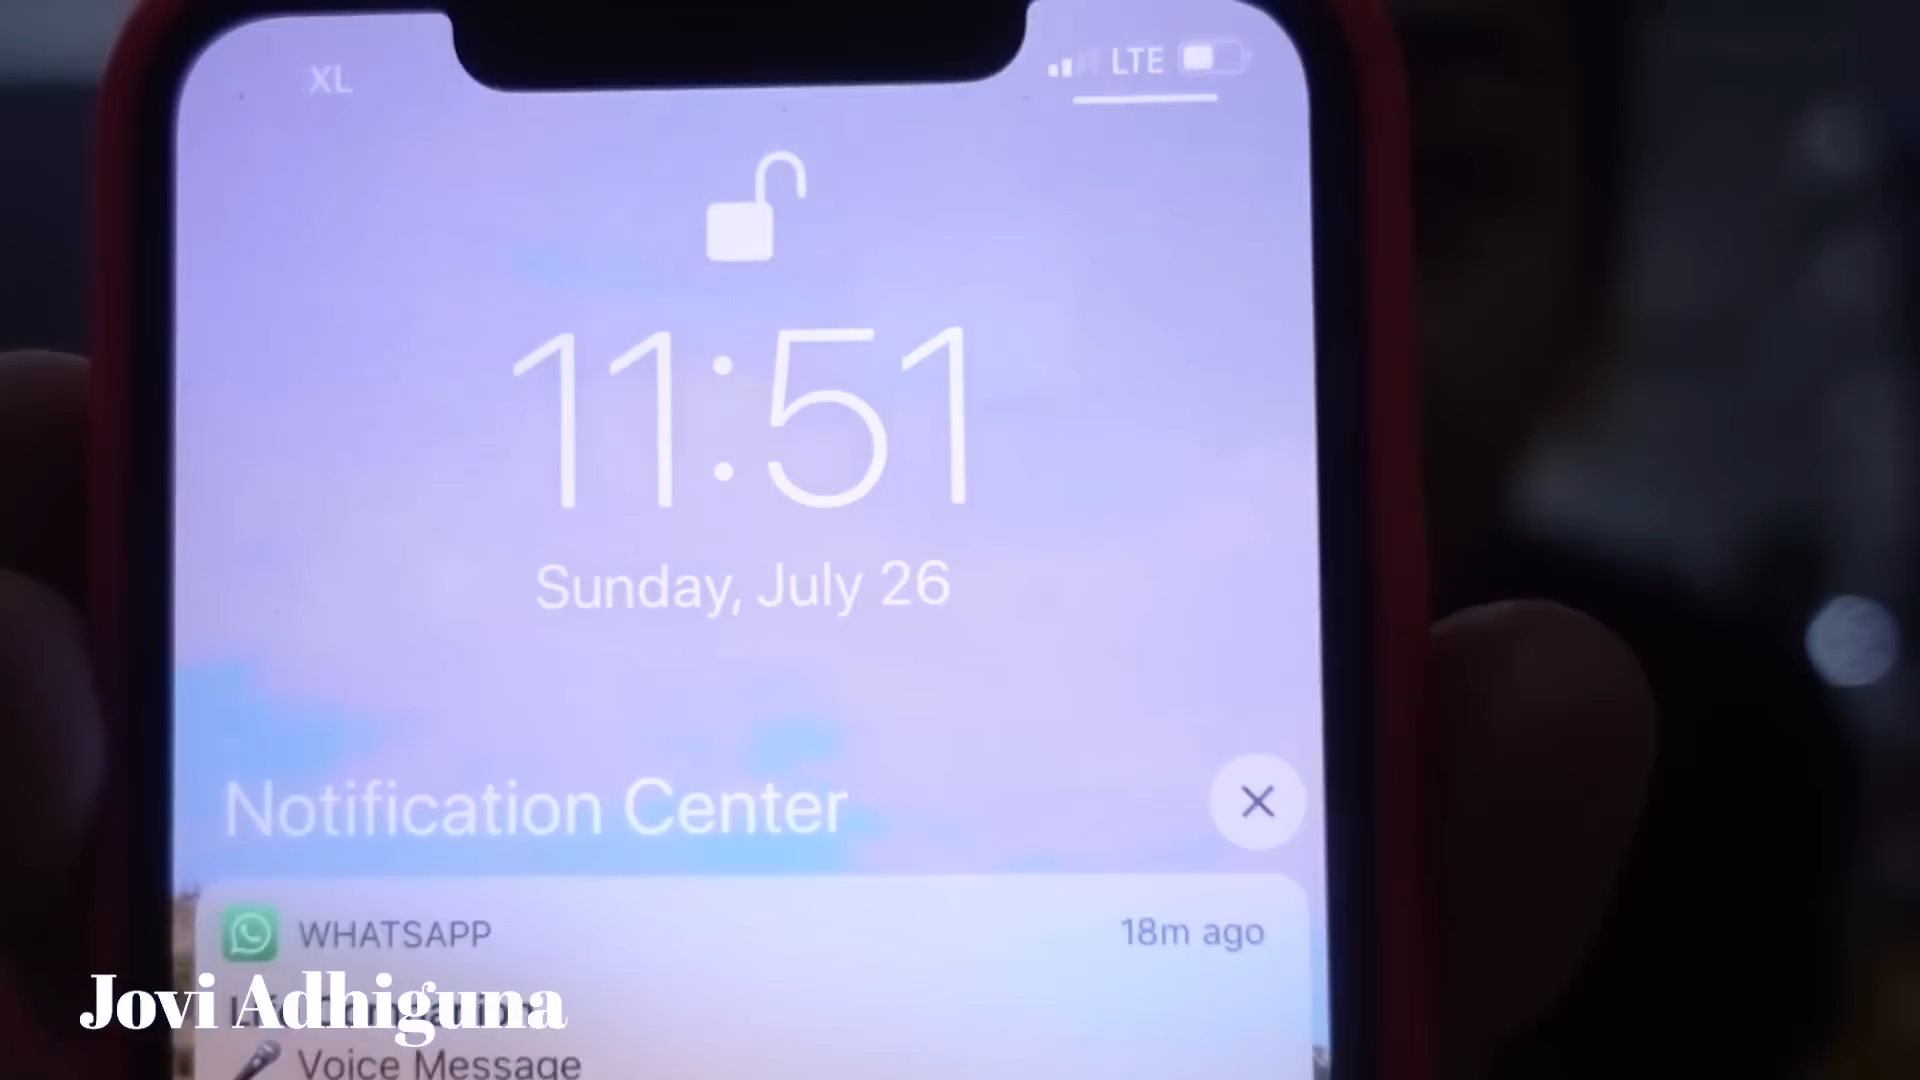 XL
LTE
11:51
Sunday, July 26
Notification Center
WHATSAPP
18m ago
Jovi Adhiguna
Voice Message